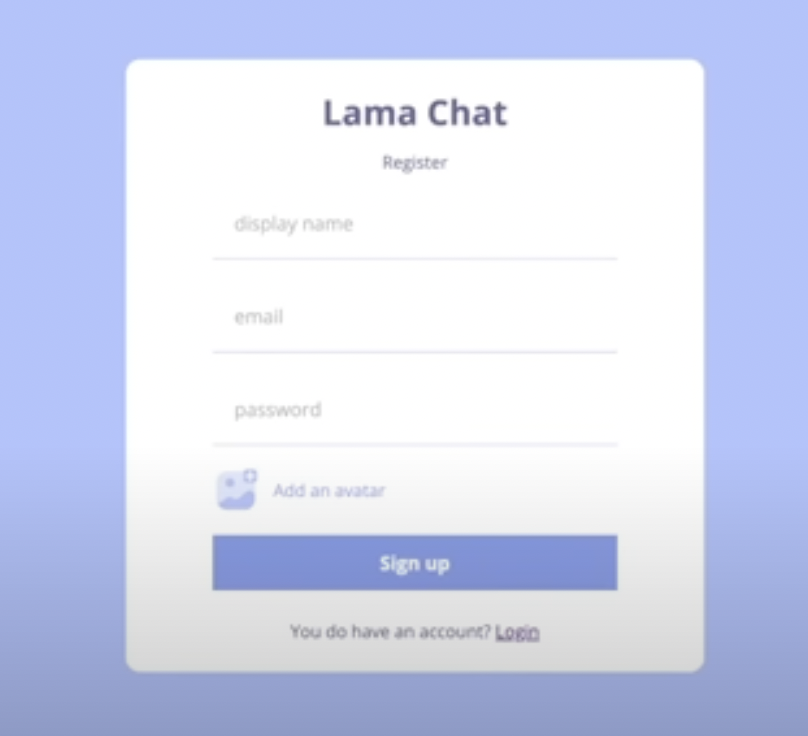 Lama Chat
Register
display name
email
password
Add an avatar
Sign up
You do have an account? Login